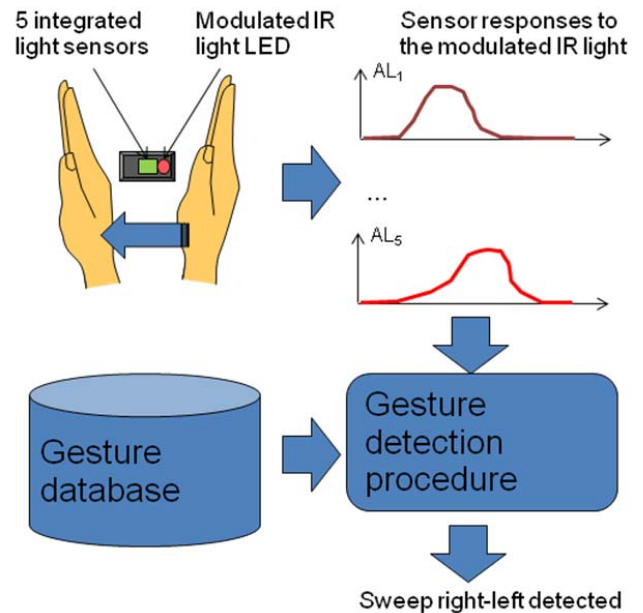 5 integrated
light sensors
Modulated IR
light LED
Sensor responses to
the modulated IR light
AL₁
...
AL₅
Gesture
database
Gesture
detection
procedure
Sweep right-left detected